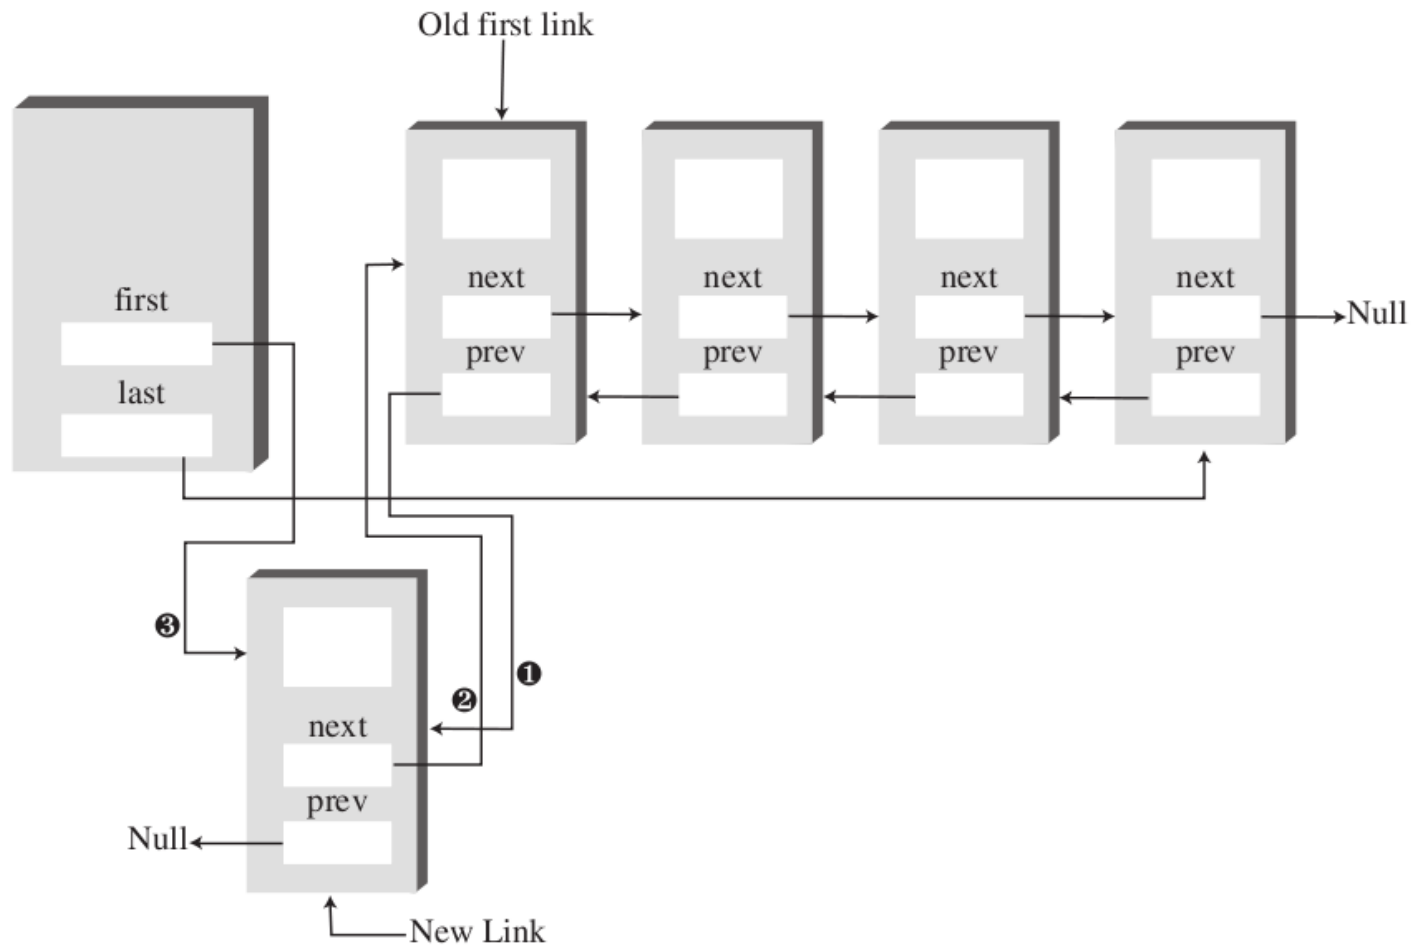 Old first link
first
last
next
prev
next
prev
next
prev
next
prev
Null
❸
❷
❶
next
prev
Null
New Link